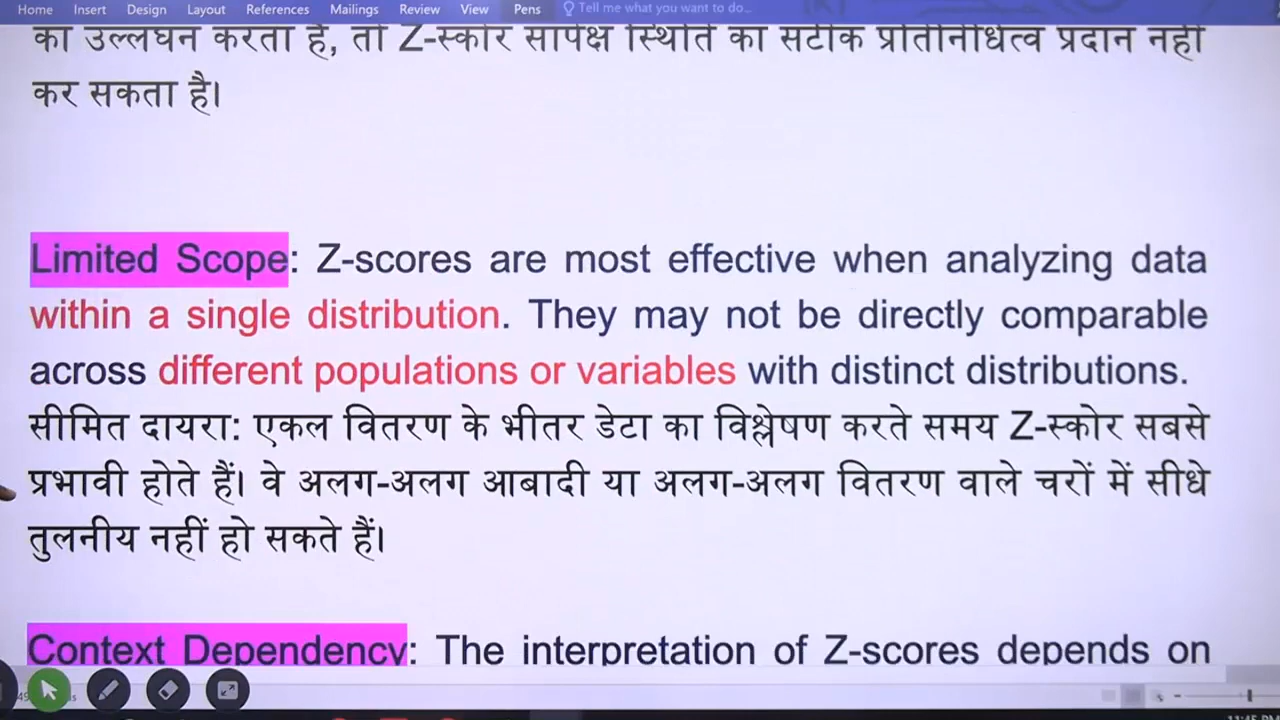 Home Insert Design Layout References Mailings Review View Pens Tell me what you want to do...
का उल्लंघन करता है, तो Z-स्कोर सापेक्ष स्थिति का सटीक प्रतिनिधित्व प्रदान नहीं
कर सकता है।
Limited Scope: Z-scores are most effective when analyzing data
within a single distribution. They may not be directly comparable
across different populations or variables with distinct distributions.
सीमित दायरा: एकल वितरण के भीतर डेटा का विश्लेषण करते समय Z-स्कोर सबसे
प्रभावी होते हैं। वे अलग-अलग आबादी या अलग-अलग वितरण वाले चरों में सीधे
तुलनीय नहीं हो सकते हैं।
Context Dependency: The interpretation of Z-scores depends on